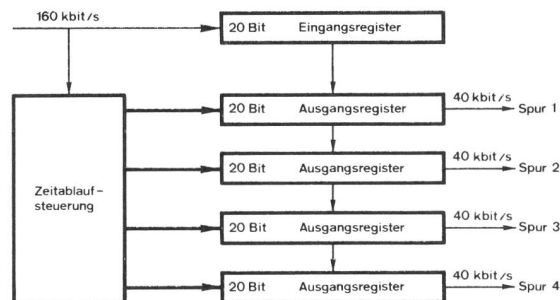 160 kbit/s
20 Bit Eingangsregister
20 Bit Ausgangsregister
40 kbit/s
Spur 1
20 Bit Ausgangsregister
40 kbit/s
Spur 2
Zeitablauf-
steuerung
20 Bit Ausgangsregister
40 kbit/s
Spur 3
20 Bit Ausgangsregister
40 kbit/s
Spur 4